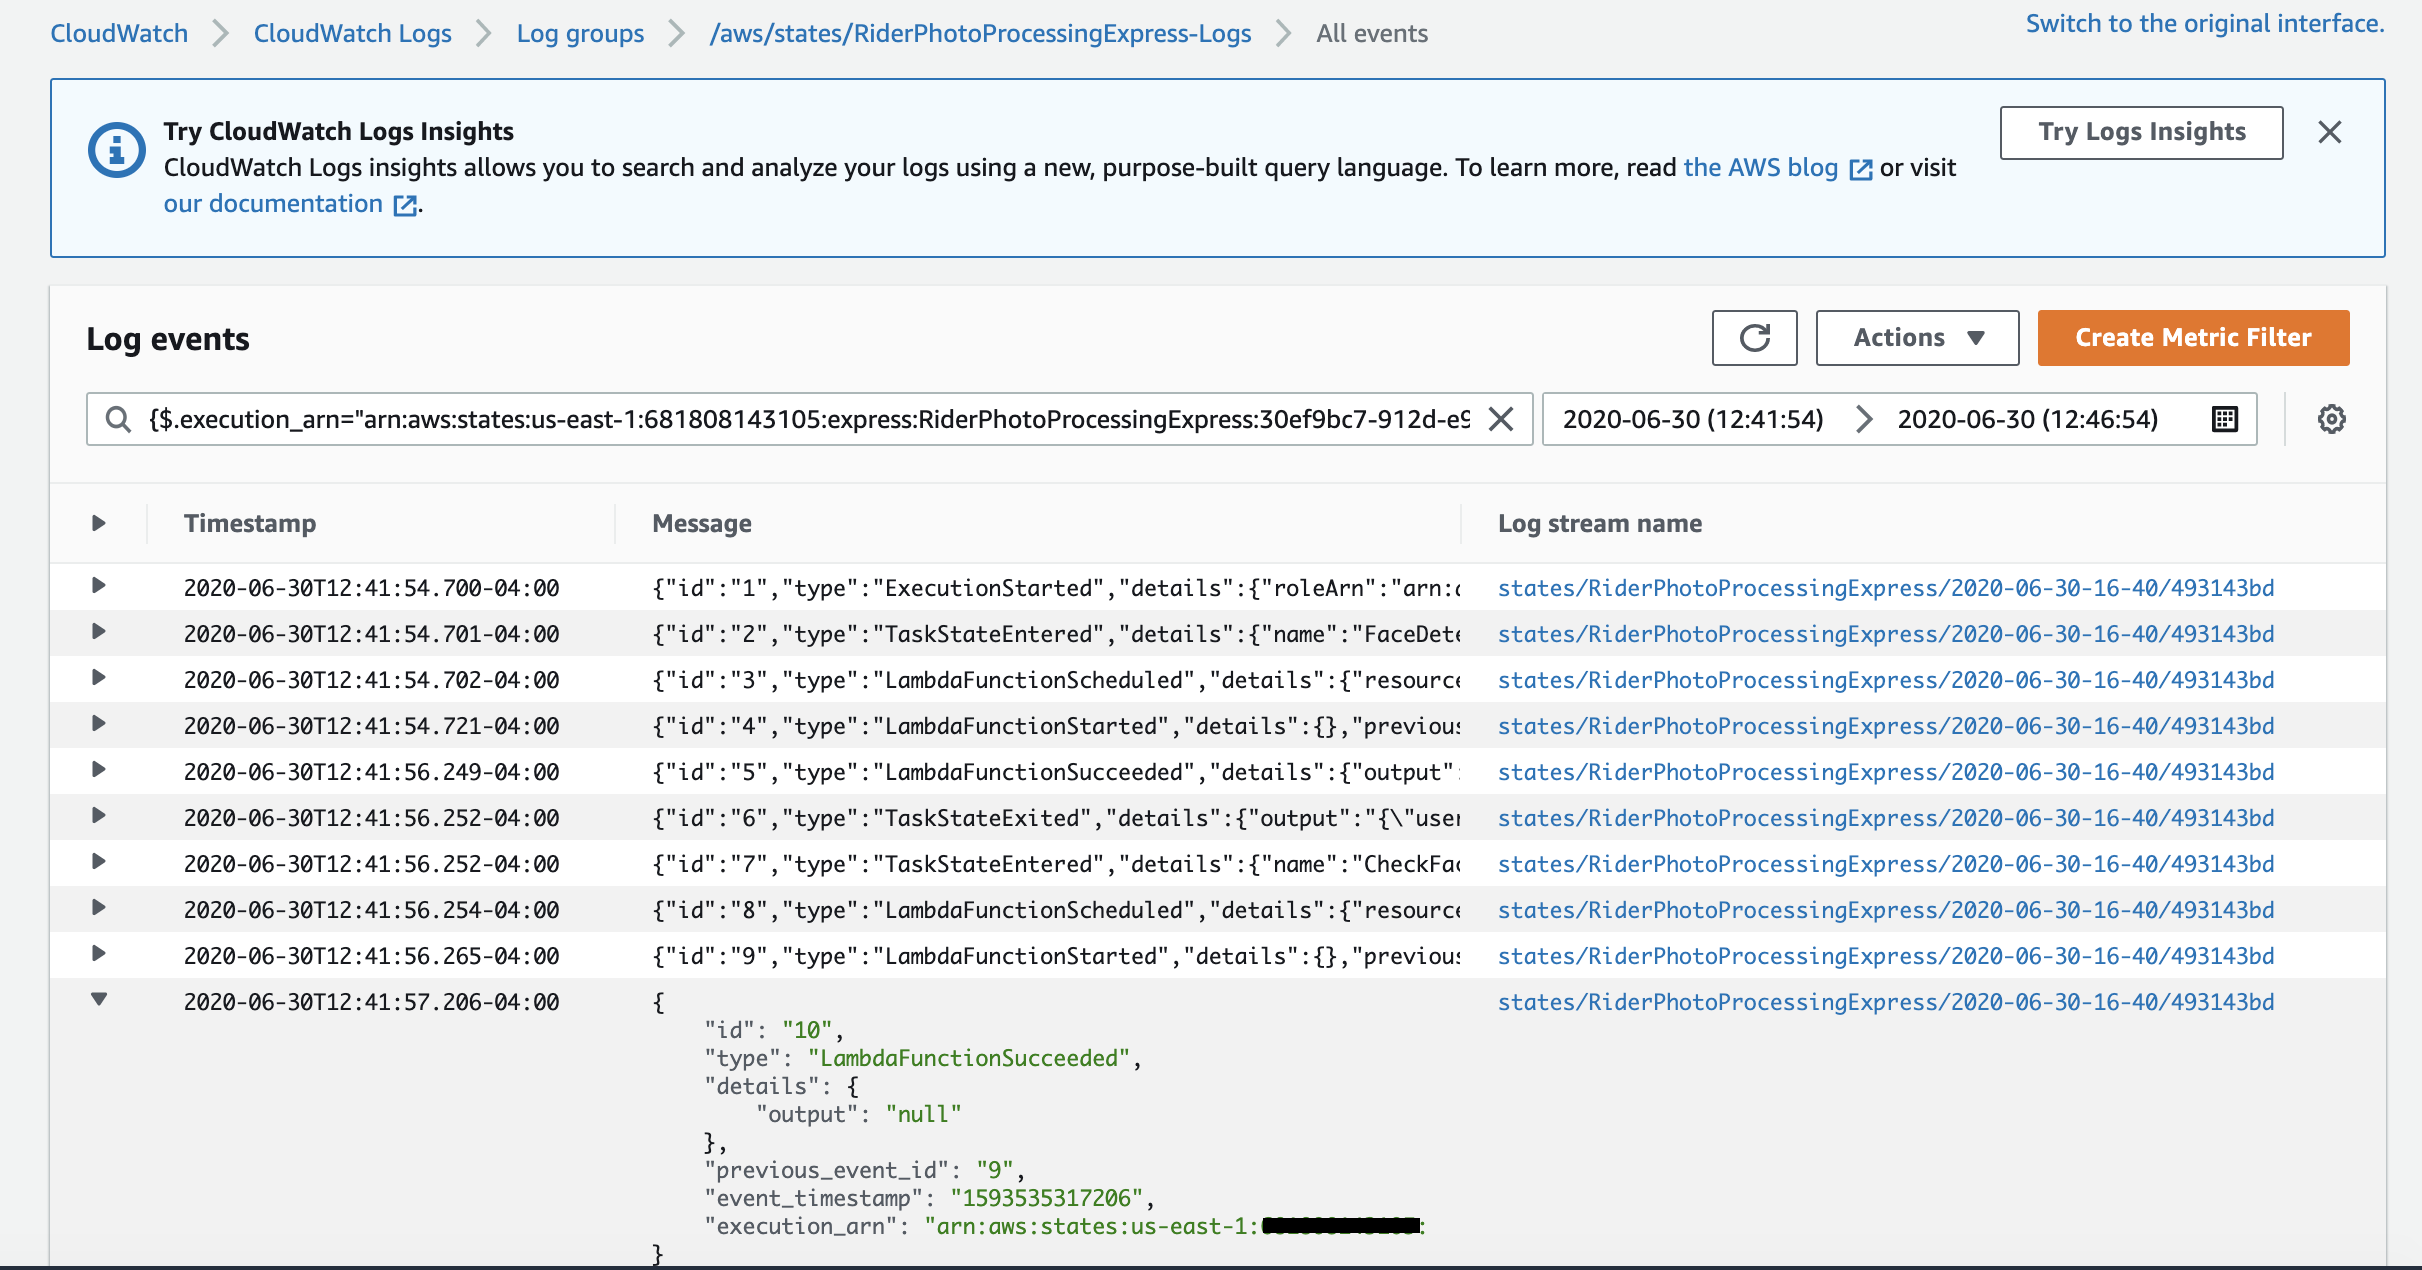 CloudWatch > CloudWatch Logs > Log groups > /aws/states/RiderPhotoProcessingExpress-Logs > All events
Switch to the original interface.
Try CloudWatch Logs Insights
CloudWatch Logs insights allows you to search and analyze your logs using a new, purpose-built query language. To learn more, read the AWS blog or visit
our documentation .
Try Logs Insights
Log events
Actions
Create Metric Filter
{$.execution_arn="arn:aws:states:us-east-1:681808143105:express:RiderPhotoProcessingExpress:30ef9bc7-912d-e9
2020-06-30 (12:41:54) > 2020-06-30 (12:46:54)
Timestamp Message Log stream name
2020-06-30T12:41:54.700-04:00 {"id":"1","type":"ExecutionStarted","details":{"roleArn":"arn: states/RiderPhotoProcessingExpress/2020-06-30-16-40/493143bd
2020-06-30T12:41:54.701-04:00 {"id":"2","type":"TaskStateEntered","details":{"name":"FaceDete states/RiderPhotoProcessingExpress/2020-06-30-16-40/493143bd
2020-06-30T12:41:54.702-04:00 {"id":"3","type":"LambdaFunctionScheduled","details":{"resource states/RiderPhotoProcessingExpress/2020-06-30-16-40/493143bd
2020-06-30T12:41:54.721-04:00 {"id":"4","type":"LambdaFunctionStarted","details":{},"previous states/RiderPhotoProcessingExpress/2020-06-30-16-40/493143bd
2020-06-30T12:41:56.249-04:00 {"id":"5","type":"LambdaFunctionSucceeded","details":{"output": states/RiderPhotoProcessingExpress/2020-06-30-16-40/493143bd
2020-06-30T12:41:56.252-04:00 {"id":"6","type":"TaskStateExited","details":{"output":"{\"user states/RiderPhotoProcessingExpress/2020-06-30-16-40/493143bd
2020-06-30T12:41:56.252-04:00 {"id":"7","type":"TaskStateEntered","details":{"name":"CheckFac states/RiderPhotoProcessingExpress/2020-06-30-16-40/493143bd
2020-06-30T12:41:56.254-04:00 {"id":"8","type":"LambdaFunctionScheduled","details":{"resource states/RiderPhotoProcessingExpress/2020-06-30-16-40/493143bd
2020-06-30T12:41:56.265-04:00 {"id":"9","type":"LambdaFunctionStarted","details":{},"previous states/RiderPhotoProcessingExpress/2020-06-30-16-40/493143bd
2020-06-30T12:41:57.206-04:00 { states/RiderPhotoProcessingExpress/2020-06-30-16-40/493143bd
"id": "10",
"type": "LambdaFunctionSucceeded",
"details": {
"output": "null"
},
"previous_event_id": "9",
"event_timestamp": "1593535317206",
"execution_arn": "arn:aws:states:us-east-1: :
}